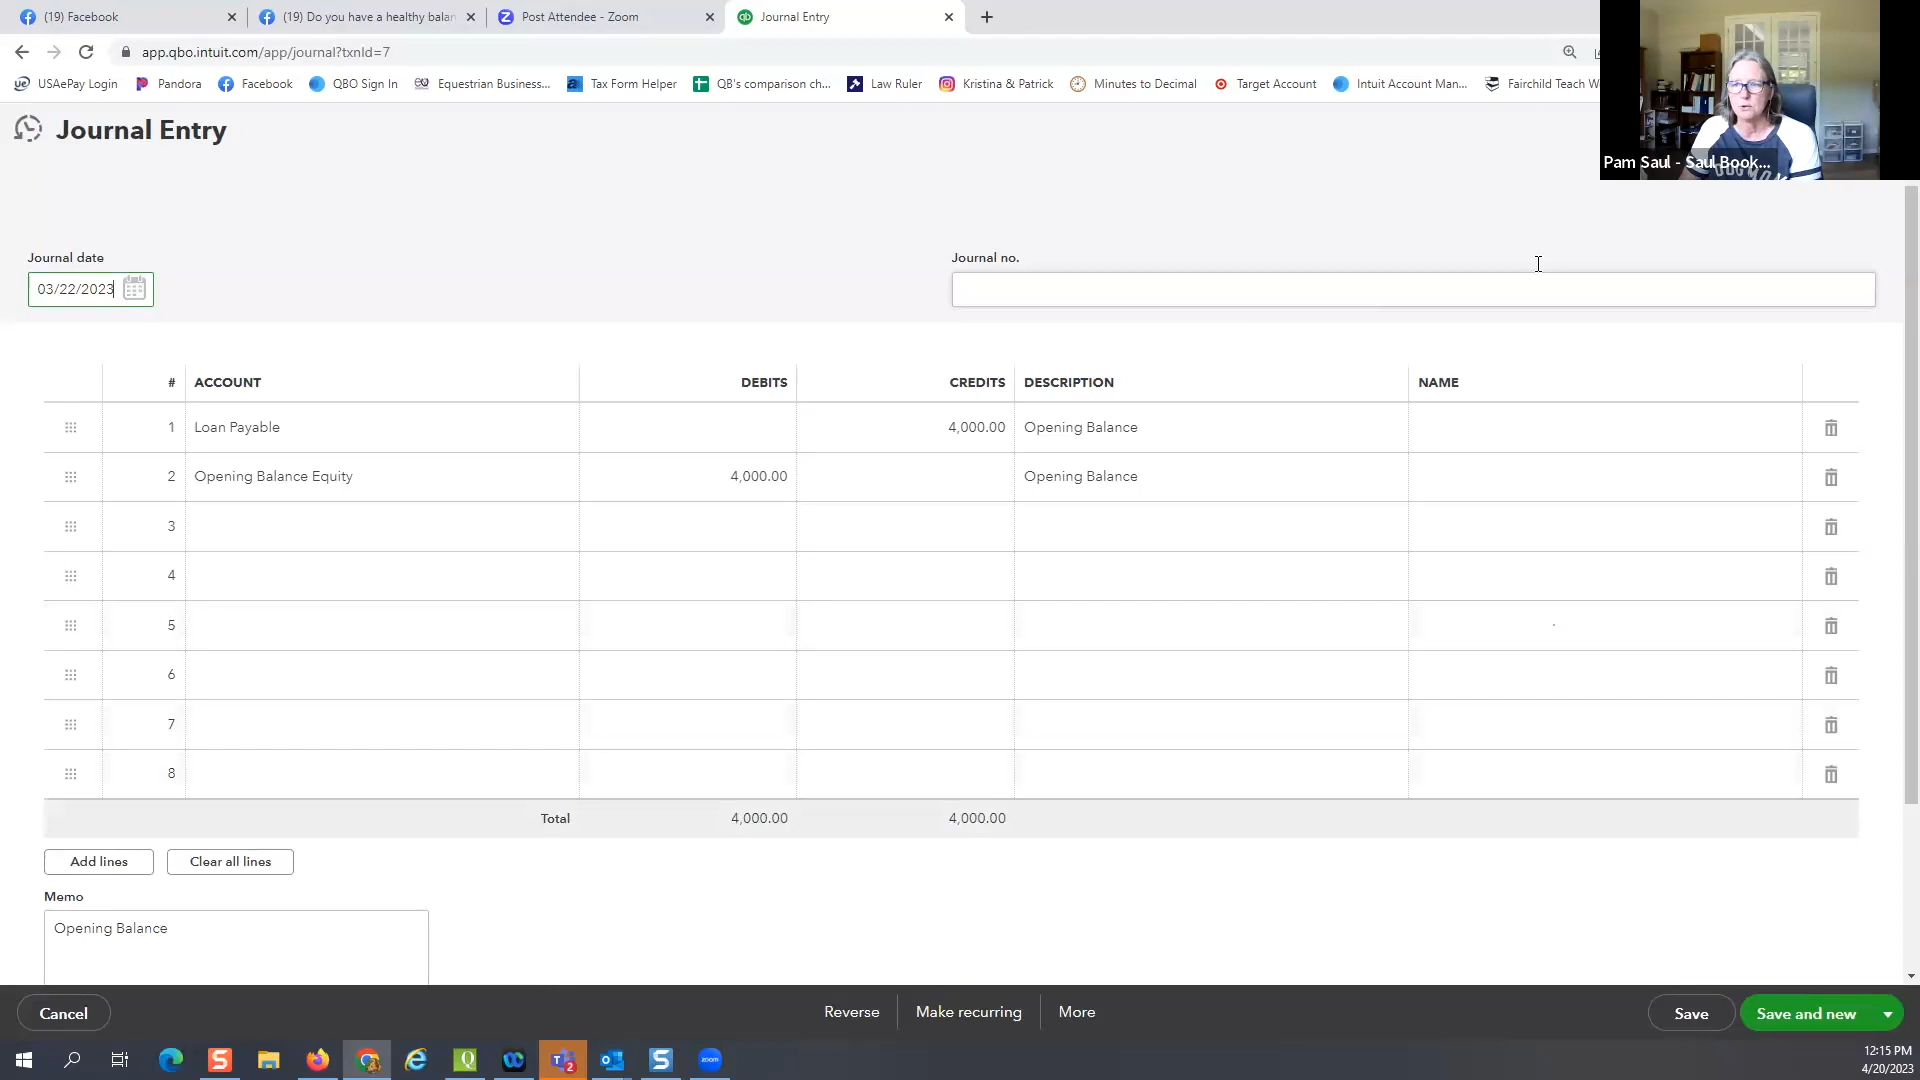 (19) Facebook
(19) Do you have a healthy balan
Post Attendee - Zoom
Journal Entry
app.qbo.intuit.com/app/journal?txnId=7
USAePay Login
Pandora
Facebook
QBO Sign In
Equestrian Business...
Tax Form Helper
QB's comparison ch...
Law Ruler
Kristina & Patrick
Minutes to Decimal
Target Account
Intuit Account Man...
Fairchild Teach W
Pam Saul - Saul Book...
Journal Entry
Journal date
Journal no.
03/22/2023
# ACCOUNT DEBITS CREDITS DESCRIPTION NAME
1 Loan Payable 4,000.00 Opening Balance
2 Opening Balance Equity 4,000.00 Opening Balance
3
4
5
6
7
8
Total 4,000.00 4,000.00
Add lines
Clear all lines
Memo
Opening Balance
Cancel
Reverse
Make recurring
More
Save
Save and new
12:15 PM
4/20/2023